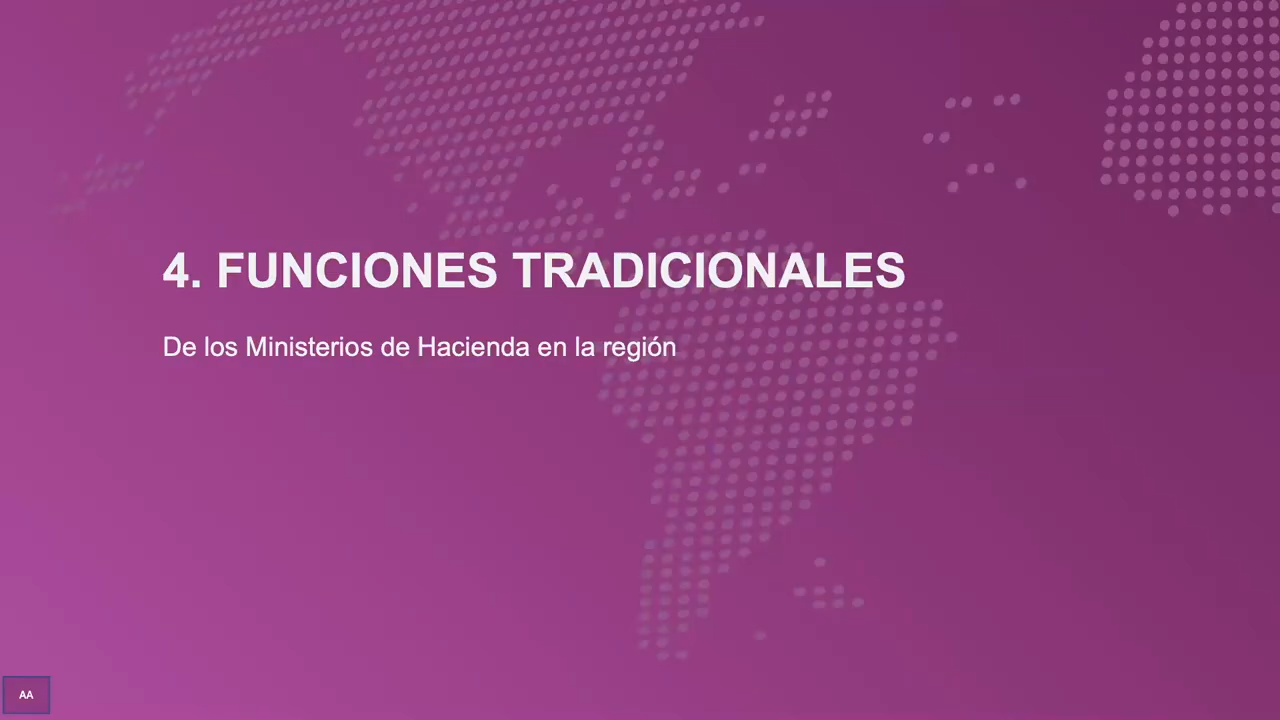 4. FUNCIONES TRADICIONALES
De los Ministerios de Hacienda en la región
AA